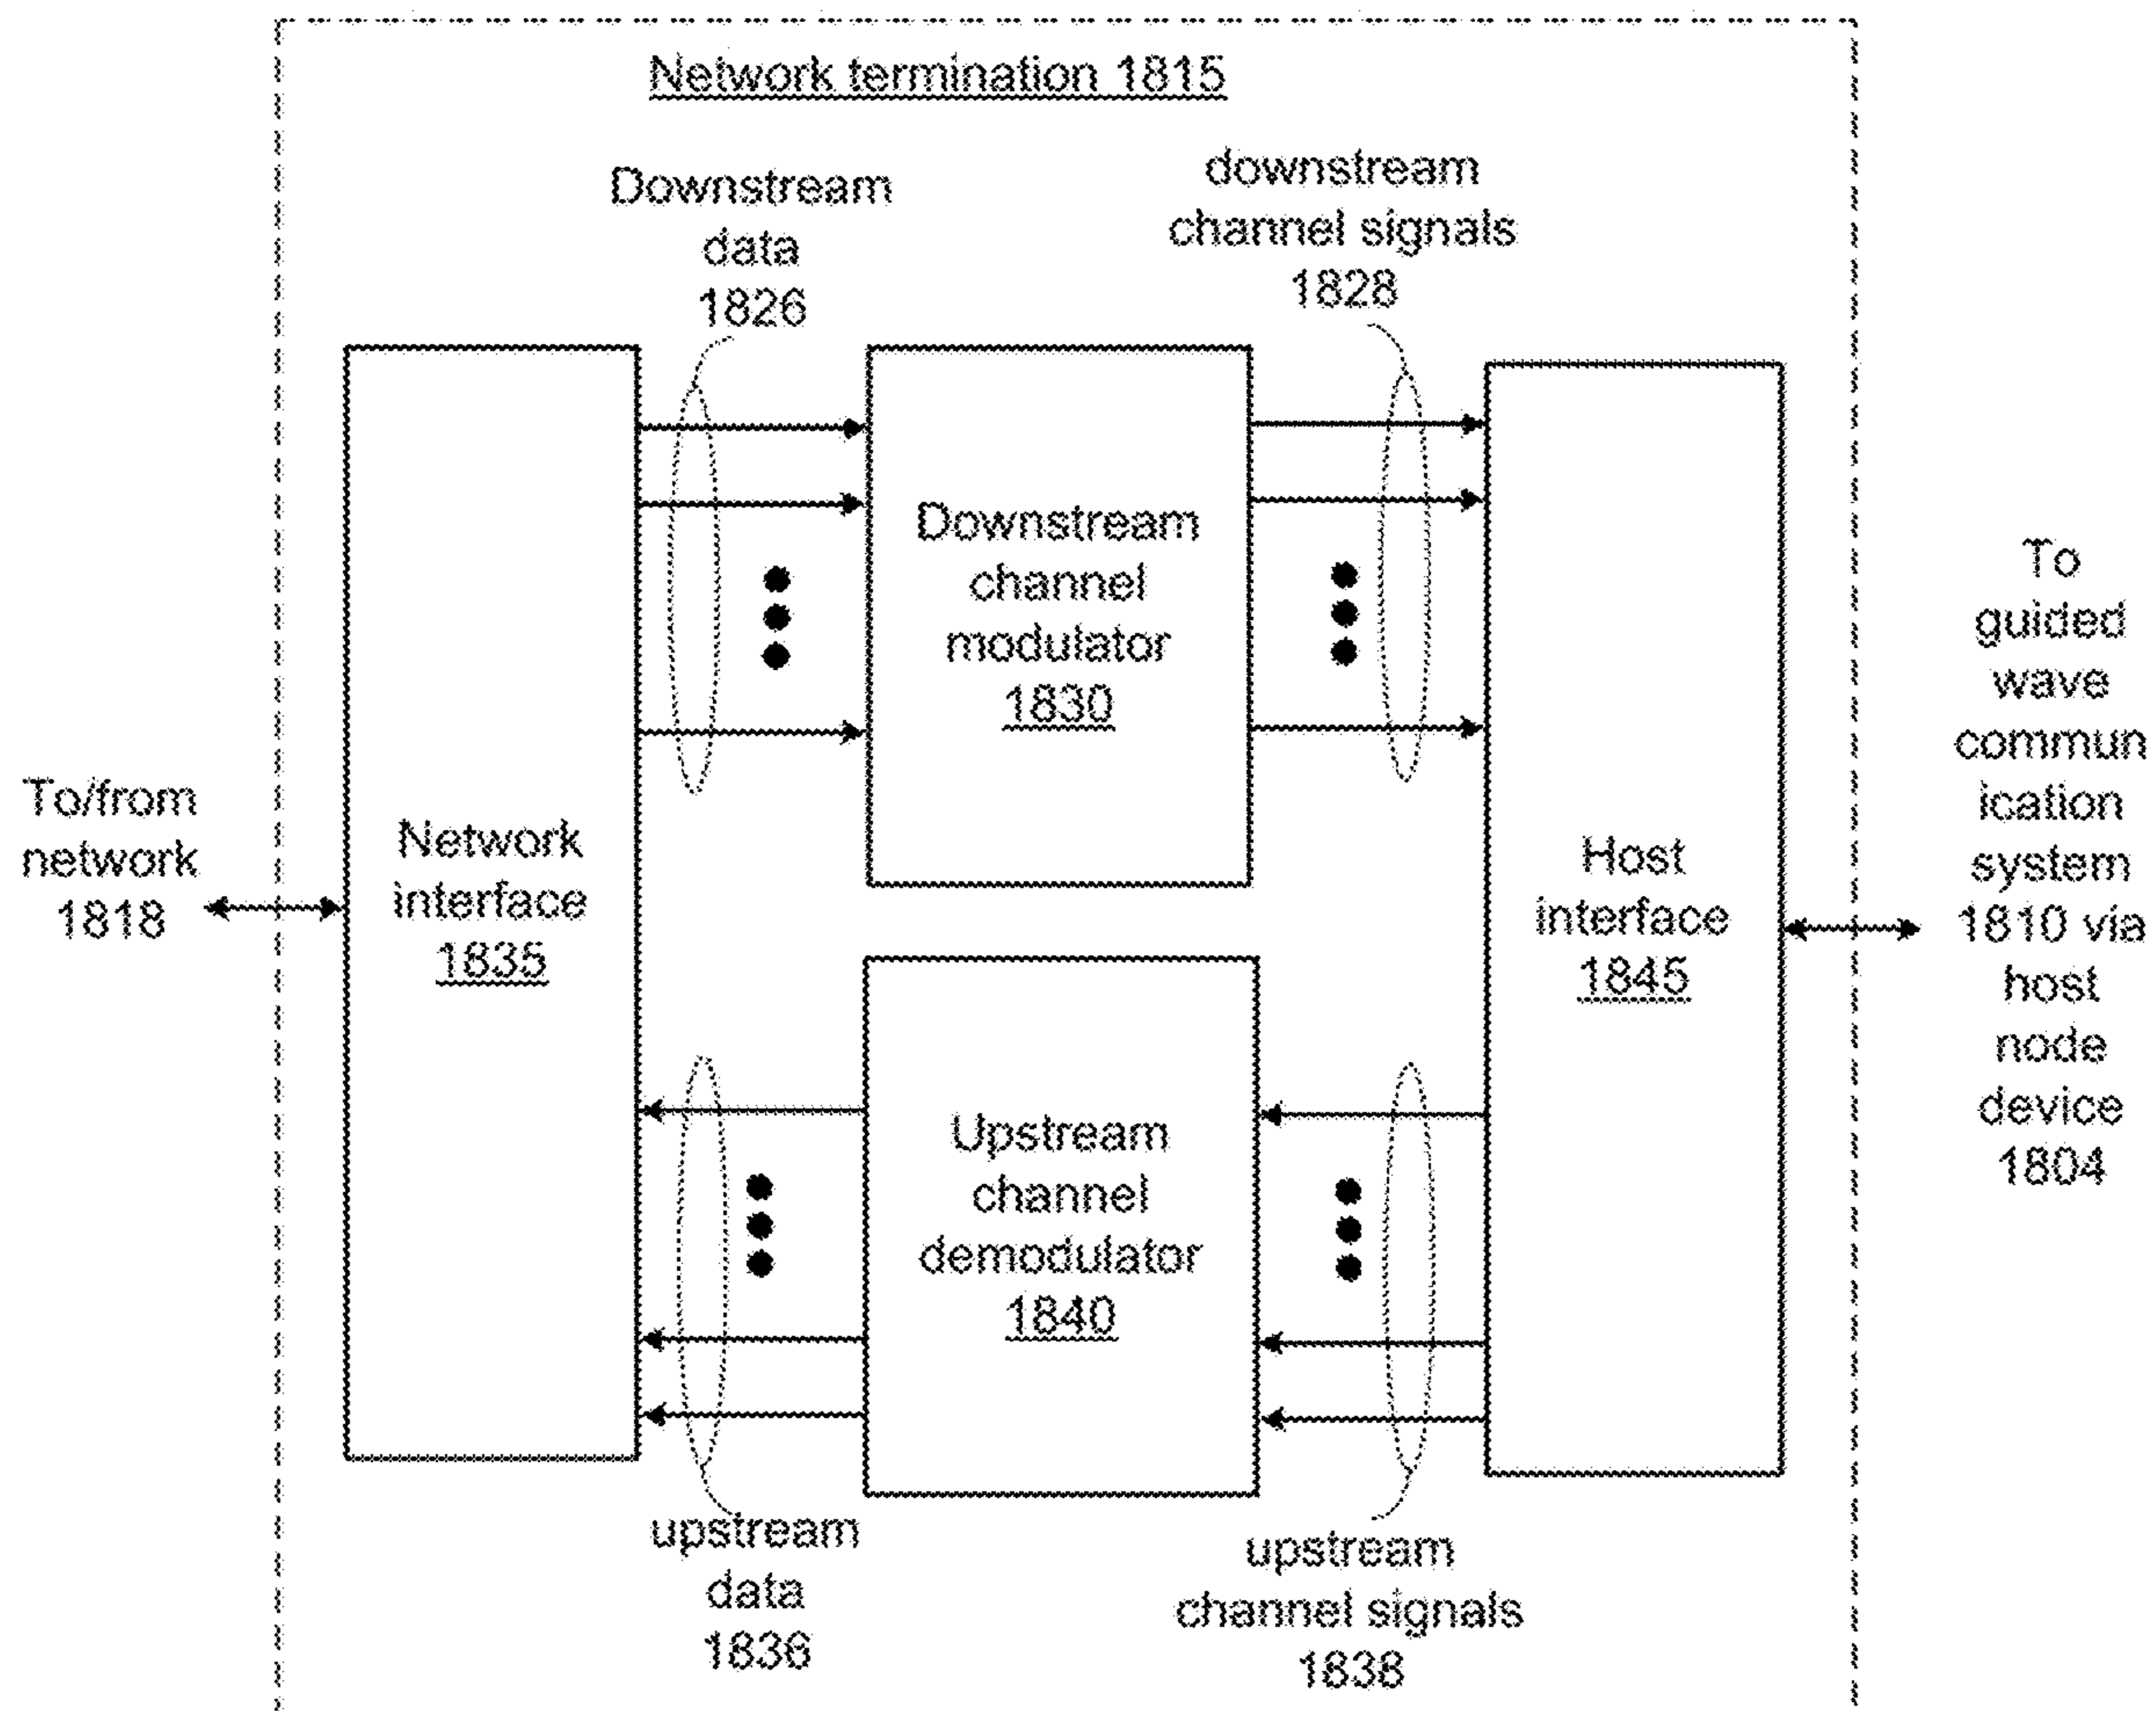 Network termination 1815
Downstream
data
1826
downstream
channel signals
1828
To/from
network
1818
Network
interface
1835
Downstream
channel
modulator
1830
Host
interface
1845
To
guided
wave
commun
ication
system
1810 via
host
node
device
1804
Upstream
channel
demodulator
1840
upstream
data
1836
upstream
channel signals
1838